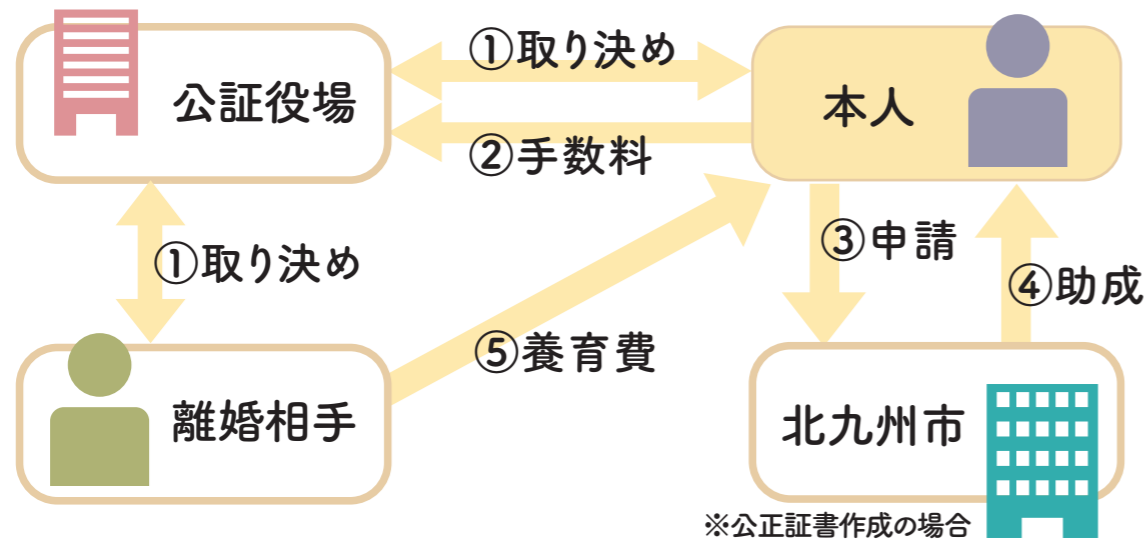 公証役場
①取り決め
本人
②手数料
①取り決め
③申請
④助成
⑤養育費
離婚相手
北九州市
※公正証書作成の場合